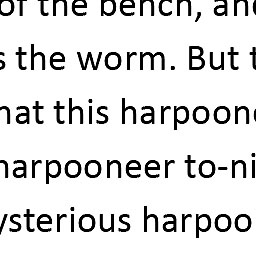 of the bench, and
s the worm. But t
hat this harpoone
harpooneer to-ni
ysterious harpoo